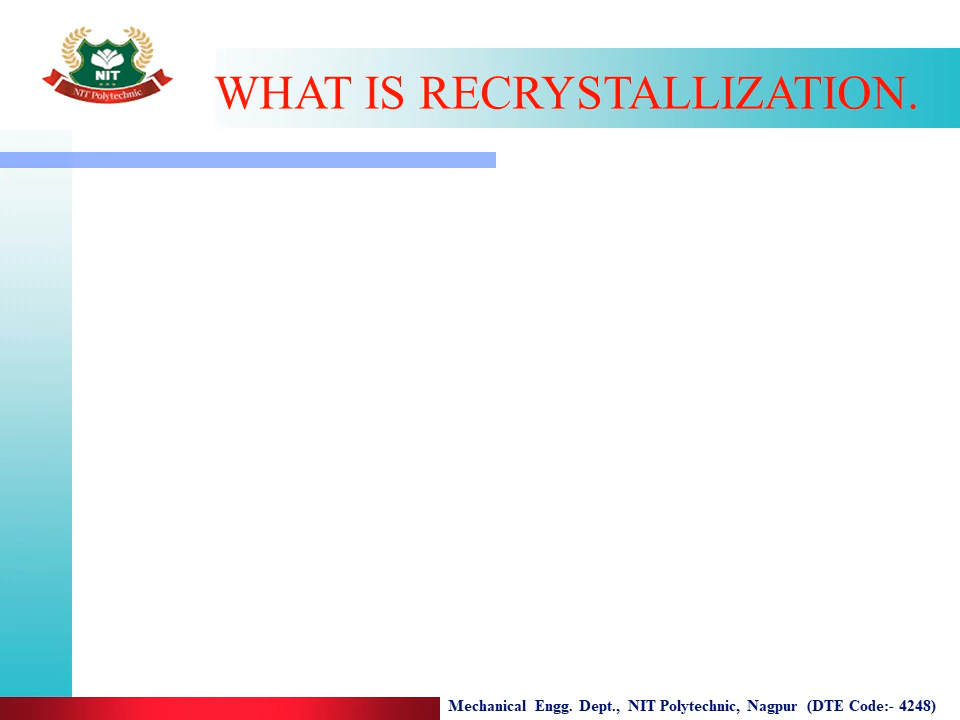 NIT
NIT Polytechnic
WHAT IS RECRYSTALLIZATION.
Mechanical Engg. Dept., NIT Polytechnic, Nagpur (DTE Code:- 4248)